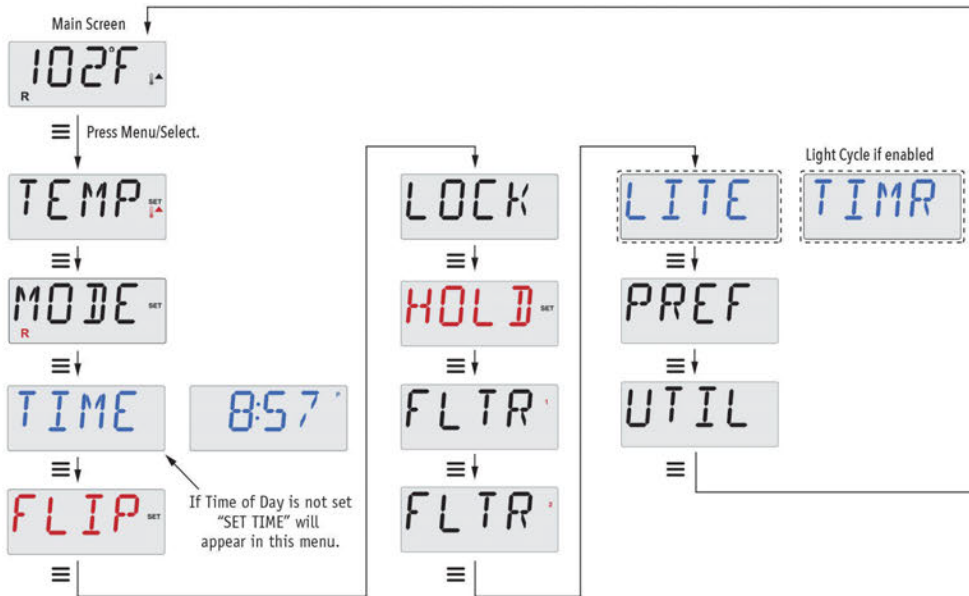 Main Screen
102°F
R
Press Menu/Select.
TEMP SET
MODE SET
R
TIME
8:57 P
If Time of Day is not set
“SET TIME” will
appear in this menu.
FLIP SET
LOCK
HOLD SET
FLTR 1
FLTR 2
Light Cycle if enabled
LITE
TIMR
PREF
UTIL